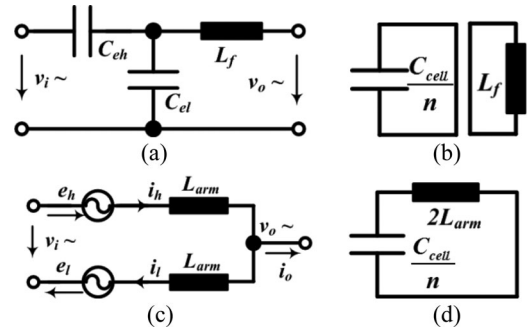 C_eh
L_f
v_i ~
C_el
v_o ~
(a)
C_cell
n
L_f
(b)
e_h
i_h
L_arm
v_i ~
v_o ~
e_l
i_l
L_arm
i_o
(c)
2L_arm
C_cell
n
(d)